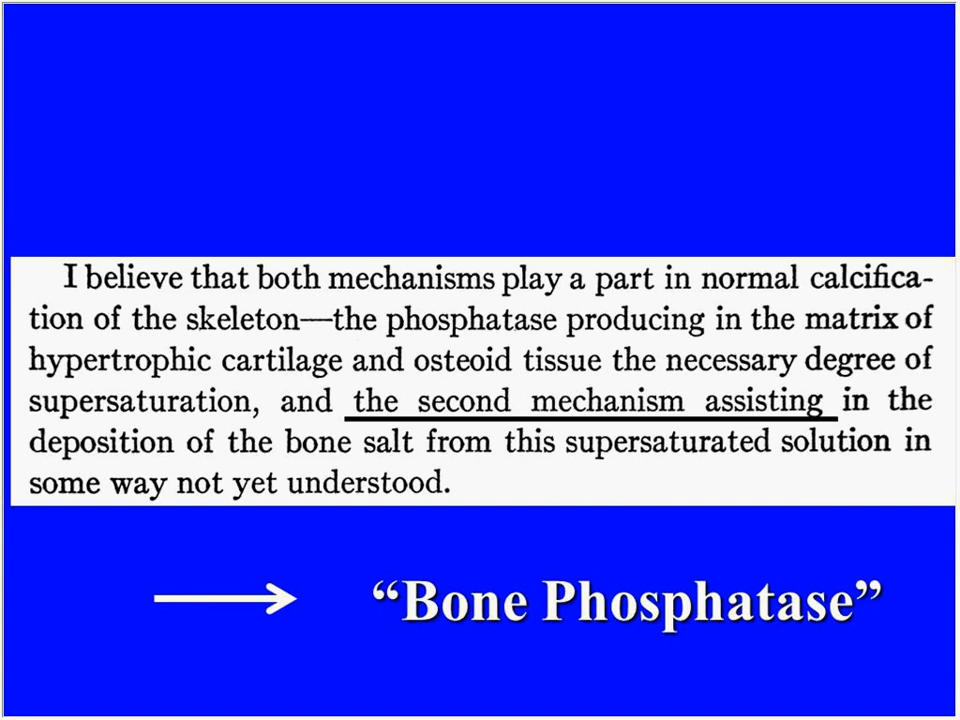 I believe that both mechanisms play a part in normal calcifica-
tion of the skeleton—the phosphatase producing in the matrix of
hypertrophic cartilage and osteoid tissue the necessary degree of
supersaturation, and the second mechanism assisting in the
deposition of the bone salt from this supersaturated solution in
some way not yet understood.
“Bone Phosphatase”